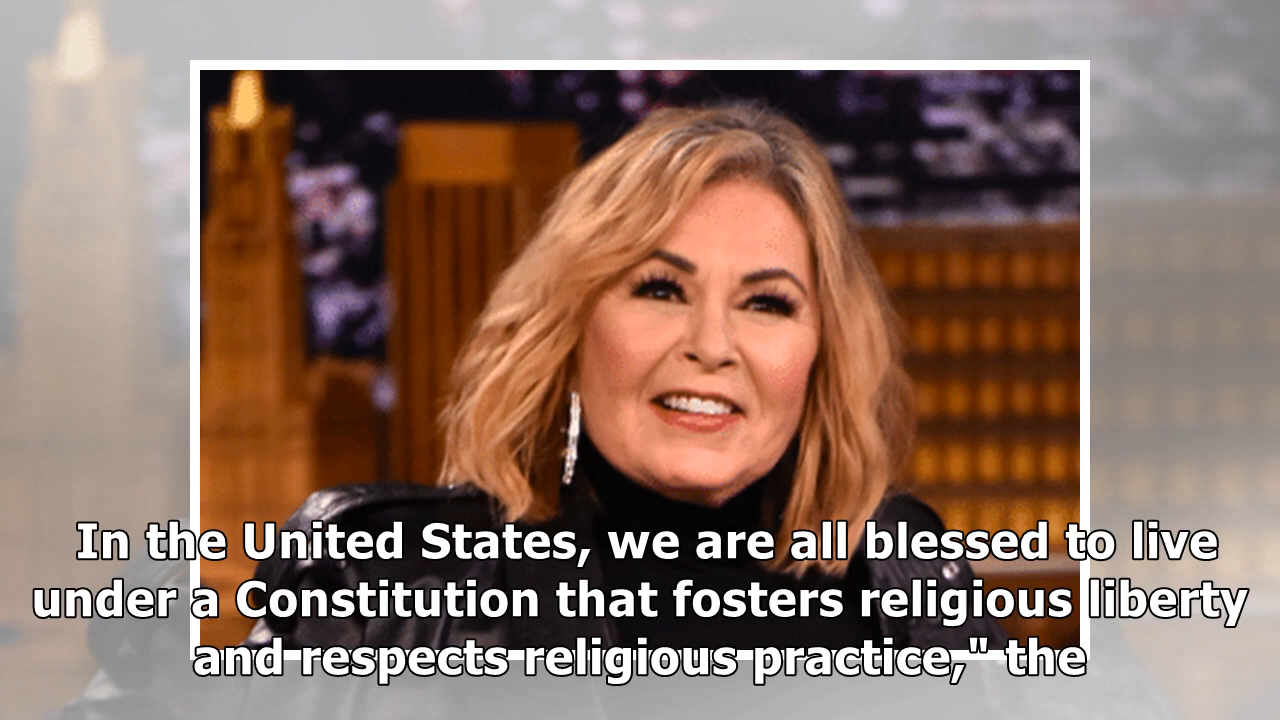 In the United States, we are all blessed to live
under a Constitution that fosters religious liberty
and respects religious practice," the